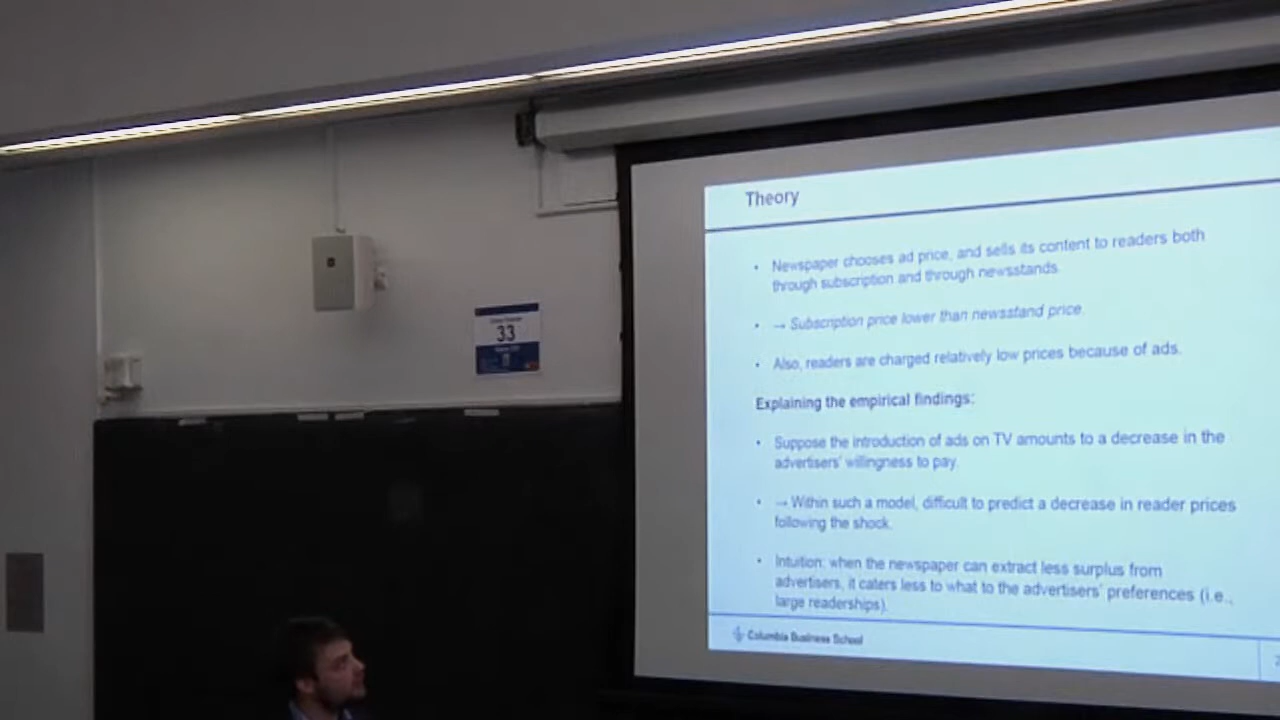 Theory
• Newspaper chooses ad price, and sells its content to readers both
through subscription and through newsstands.
• → Subscription price lower than newsstand price.
• Also, readers are charged relatively low prices because of ads.
Explaining the empirical findings:
• Suppose the introduction of ads on TV amounts to a decrease in the
advertisers' willingness to pay.
• → Within such a model, difficult to predict a decrease in reader prices
following the shock.
• Intuition: when the newspaper can extract less surplus from
advertisers, it caters less to what to the advertisers' preferences (i.e.,
large readerships).
Columbia Business School
33